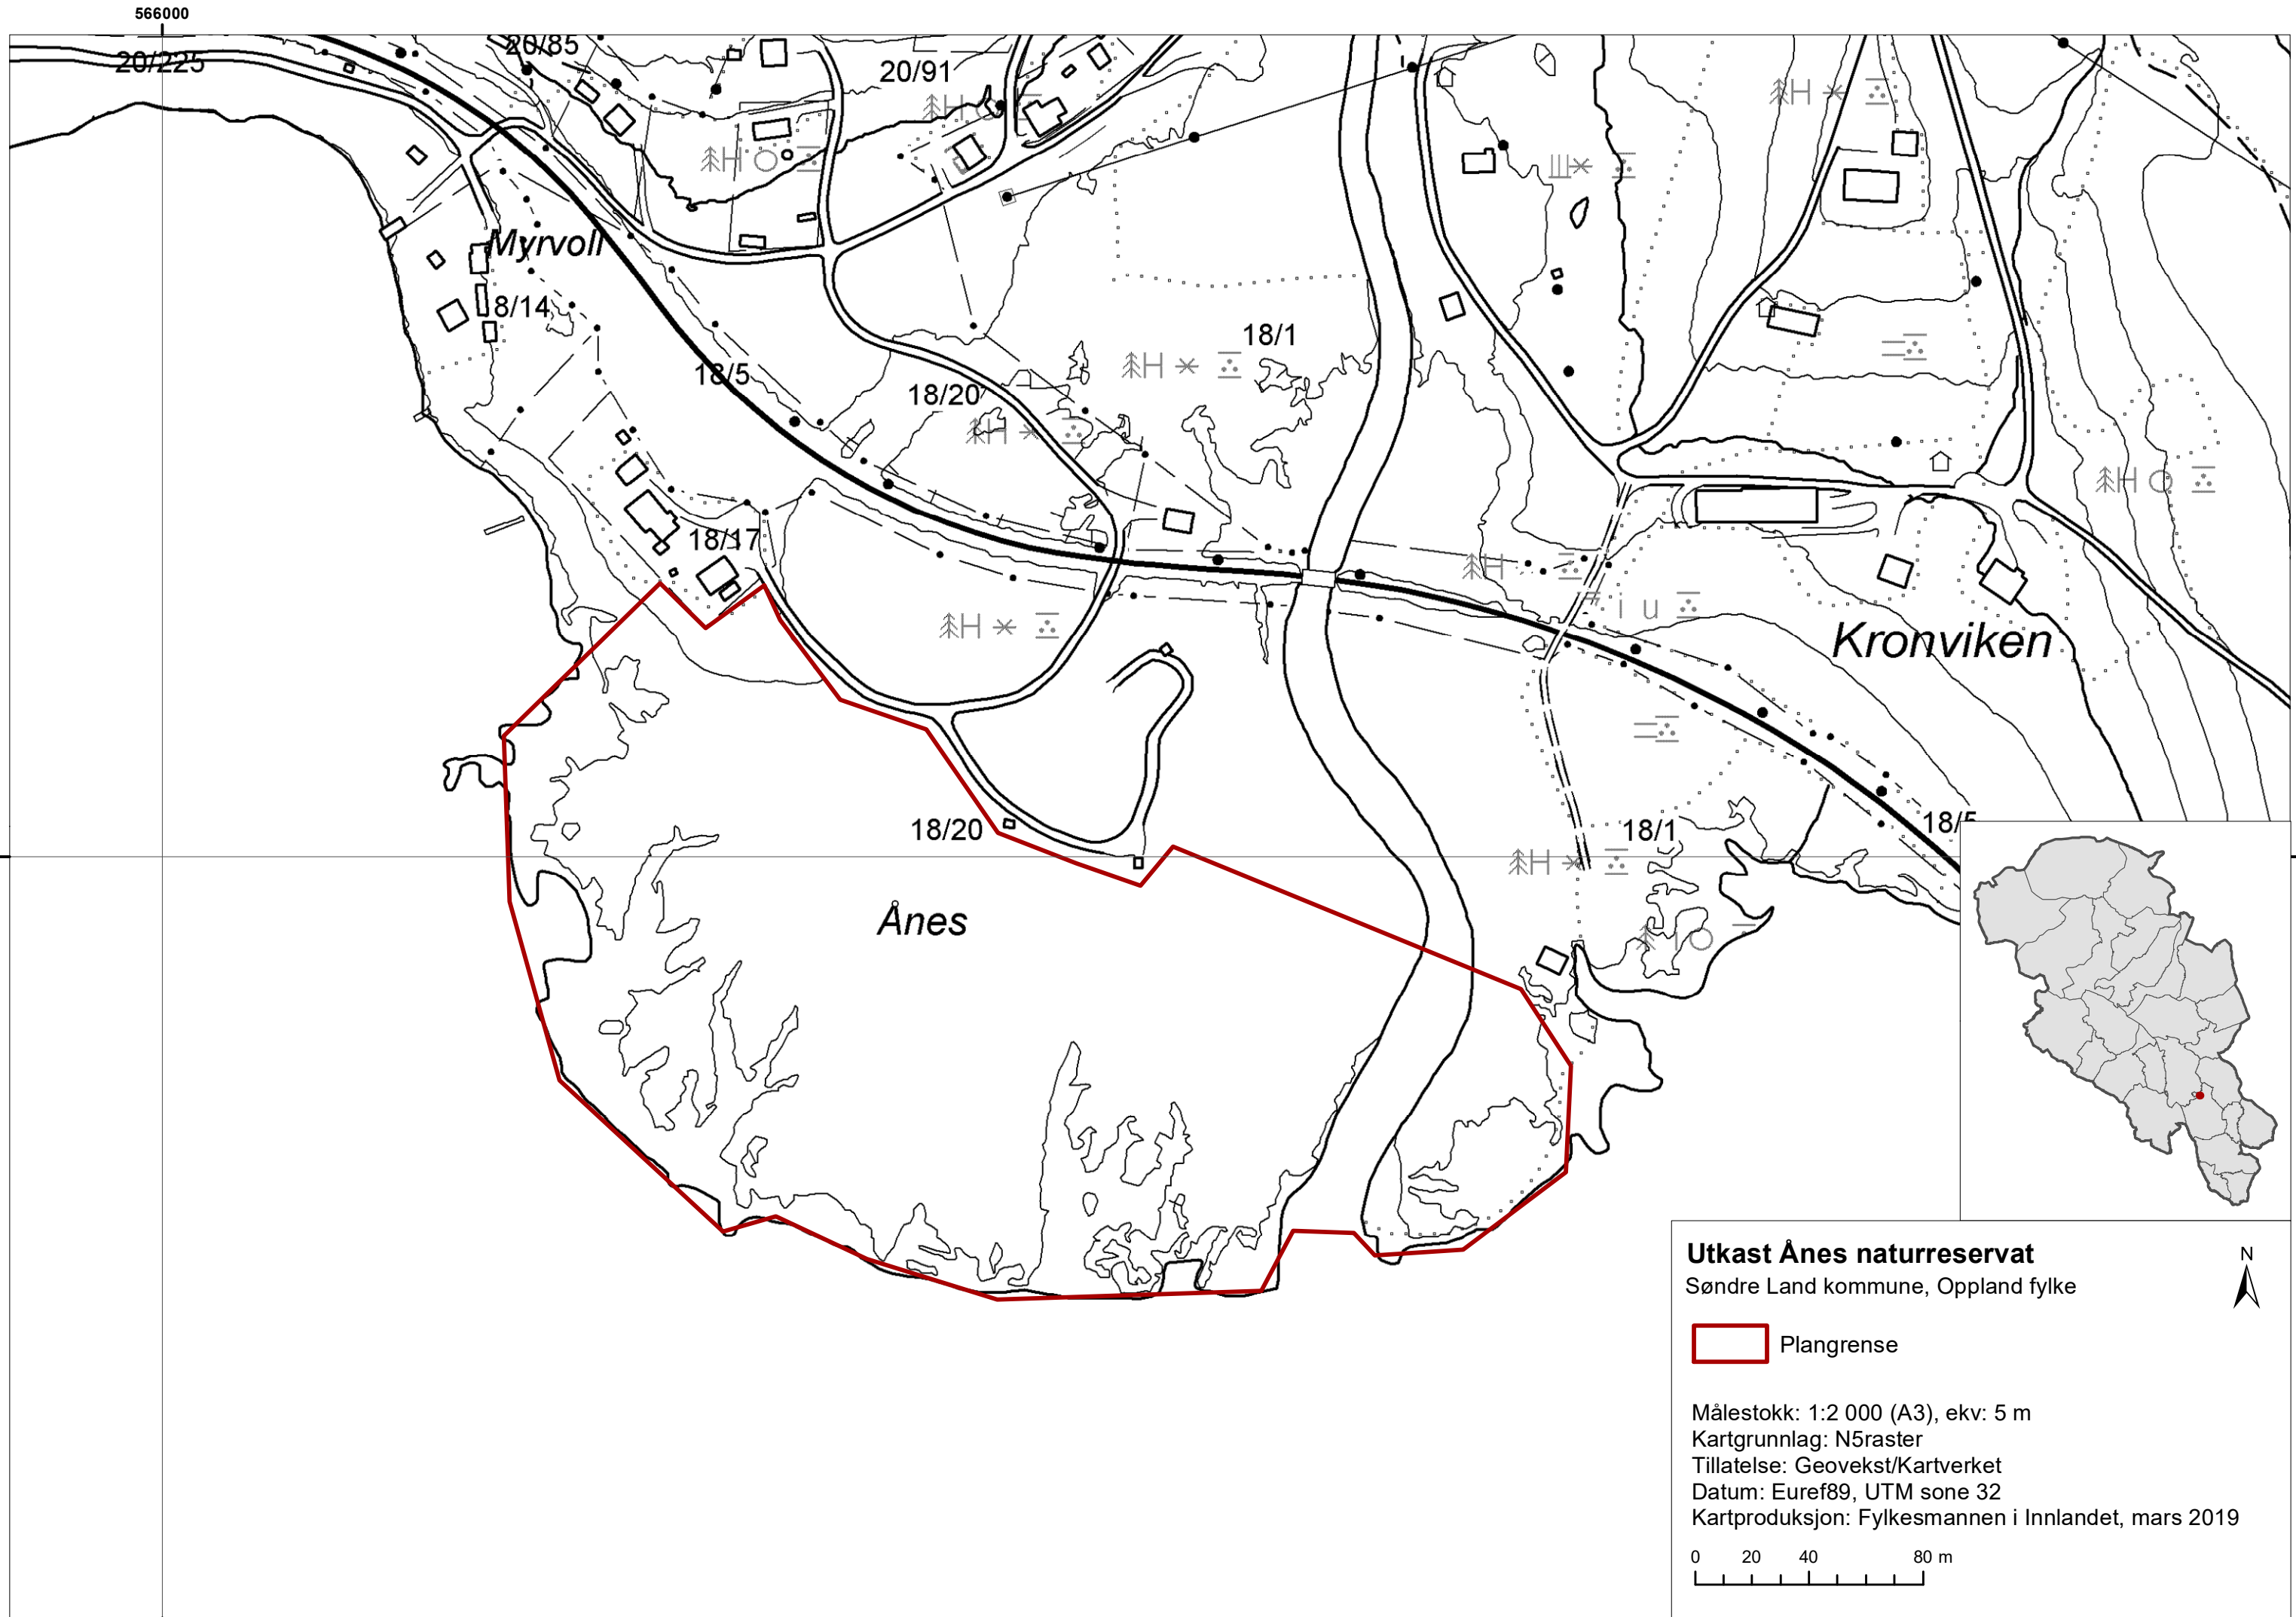 566000
20/85
20/225
20/91
Myrvoll
8/14
18/1
18/5
18/20
18/17
Kronviken
18/20
18/1
18/5
Ånes
Utkast Ånes naturreservat
N
Søndre Land kommune, Oppland fylke
Plangrense
Målestokk: 1:2 000 (A3), ekv: 5 m
Kartgrunnlag: N5raster
Tillatelse: Geovekst/Kartverket
Datum: Euref89, UTM sone 32
Kartproduksjon: Fylkesmannen i Innlandet, mars 2019
0 20 40 80 m